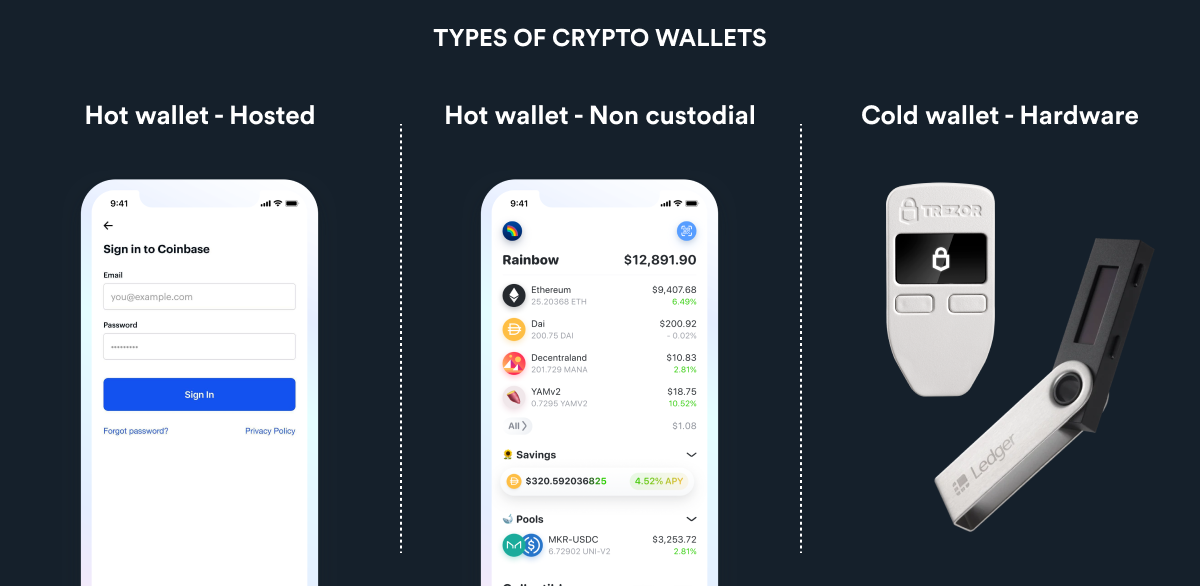 TYPES OF CRYPTO WALLETS
Hot wallet - Hosted
9:41
Sign in to Coinbase
Email
you@example.com
Password
Sign In
Forgot password? Privacy Policy
Hot wallet - Non custodial
9:41
Rainbow $12,891.90
Ethereum $9,407.68
25.20368 ETH 6.49%
Dai $200.92
200.75 DAI - 0.02%
Decentraland $10.83
201.729 MANA 2.81%
YAMv2 $18.75
0.7295 YAMV2 10.52%
All $1.08
Savings
$320.592036825 4.52% APY
Pools
MKR-USDC $3,253.72
6.72902 UNI-V2 2.81%
Cold wallet - Hardware
TREZOR
Ledger